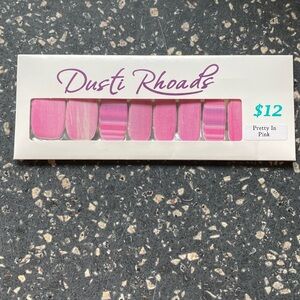 Dusti Rhoads
$12
Pretty In
Pink